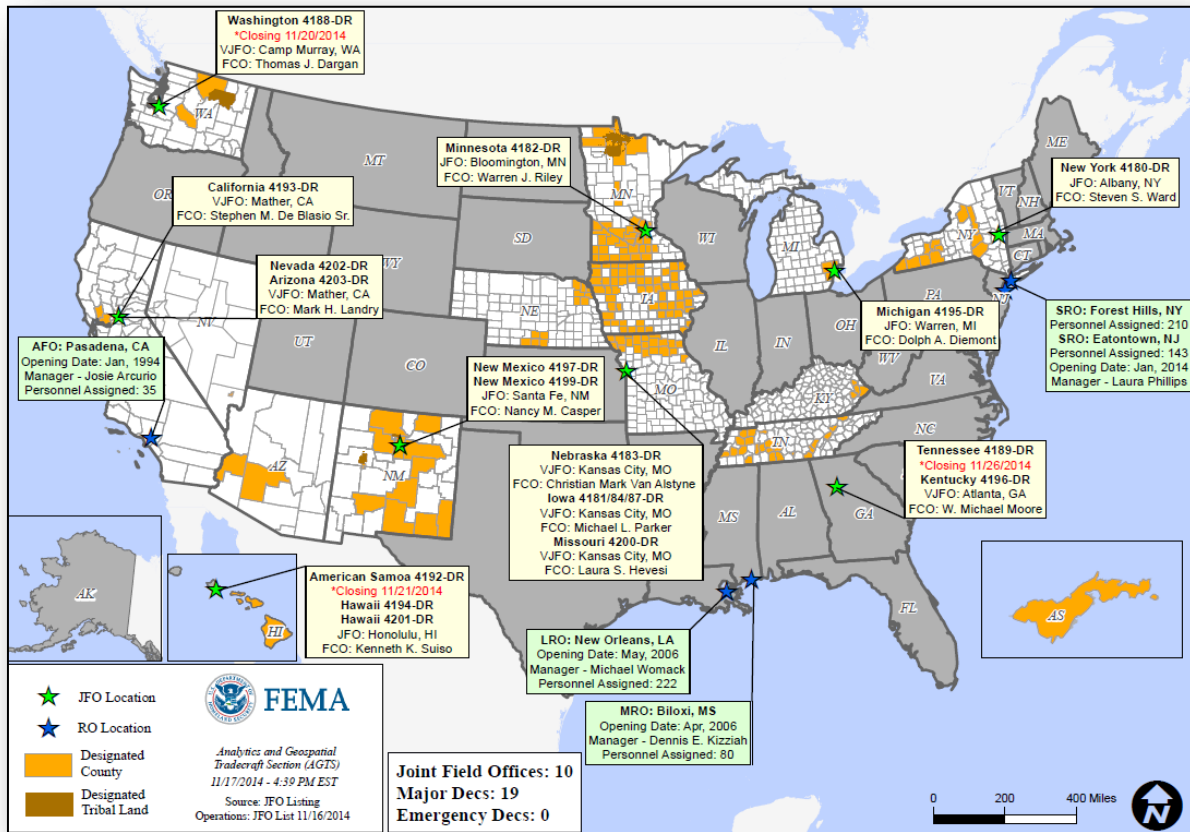 Washington 4188-DR
*Closing 11/20/2014
VJFO: Camp Murray, WA
FCO: Thomas J. Dargan
Minnesota 4182-DR
JFO: Bloomington, MN
FCO: Warren J. Riley
New York 4180-DR
JFO: Albany, NY
FCO: Steven S. Ward
California 4193-DR
VJFO: Mather, CA
FCO: Stephen M. De Blasio Sr.
Nevada 4202-DR
Arizona 4203-DR
VJFO: Mather, CA
FCO: Mark H. Landry
Michigan 4195-DR
JFO: Warren, MI
FCO: Dolph A. Diemont
SRO: Forest Hills, NY
Personnel Assigned: 210
SRO: Eatontown, NJ
Personnel Assigned: 143
Opening Date: Jan, 2014
Manager - Laura Phillips
AFO: Pasadena, CA
Opening Date: Jan, 1994
Manager - Josie Arcurio
Personnel Assigned: 35
New Mexico 4197-DR
New Mexico 4199-DR
JFO: Santa Fe, NM
FCO: Nancy M. Casper
Nebraska 4183-DR
VJFO: Kansas City, MO
FCO: Christian Mark Van Alstyne
Iowa 4181/84/87-DR
VJFO: Kansas City, MO
FCO: Michael L. Parker
Missouri 4200-DR
VJFO: Kansas City, MO
FCO: Laura S. Hevesi
Tennessee 4189-DR
*Closing 11/26/2014
Kentucky 4196-DR
VJFO: Atlanta, GA
FCO: W. Michael Moore
American Samoa 4192-DR
*Closing 11/21/2014
Hawaii 4194-DR
Hawaii 4201-DR
JFO: Honolulu, HI
FCO: Kenneth K. Suiso
LRO: New Orleans, LA
Opening Date: May, 2006
Manager - Michael Womack
Personnel Assigned: 222
MRO: Biloxi, MS
Opening Date: Apr, 2006
Manager - Dennis E. Kizziah
Personnel Assigned: 80
WA
MT
OR
WY
SD
MN
WI
MI
NY
VT
NH
ME
MA
CT
NJ
PA
OH
IN
IL
IA
NE
NV
UT
CO
MO
KY
WV
VA
NC
TN
AZ
NM
MS
AL
GA
FL
AK
HI
AS
JFO Location
RO Location
Designated
County
Designated
Tribal Land
FEMA
Analytics and Geospatial
Tradecraft Section (AGTS)
11/17/2014 - 4:39 PM EST
Source: JFO Listing
Operations: JFO List 11/16/2014
Joint Field Offices: 10
Major Decs: 19
Emergency Decs: 0
0 200 400 Miles
N